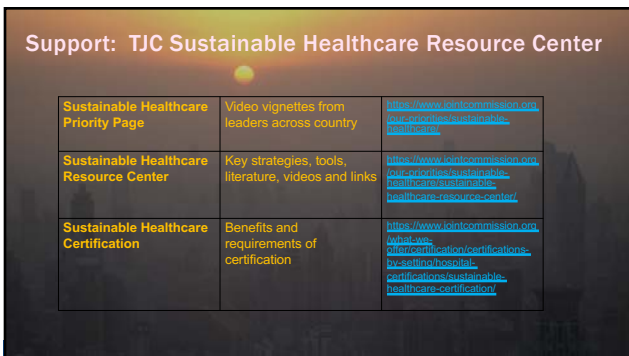 Support: TJC Sustainable Healthcare Resource Center
Sustainable Healthcare
Priority Page
Video vignettes from
leaders across country
https://www.jointcommission.org
/our-priorities/sustainable-
healthcare/
Sustainable Healthcare
Resource Center
Key strategies, tools,
literature, videos and links
https://www.jointcommission.org
/our-priorities/sustainable-
healthcare/sustainable-
healthcare-resource-center/
Sustainable Healthcare
Certification
Benefits and
requirements of
certification
https://www.jointcommission.org
/what-we-
offer/certification/certifications-
by-setting/hospital-
certifications/sustainable-
healthcare-certification/